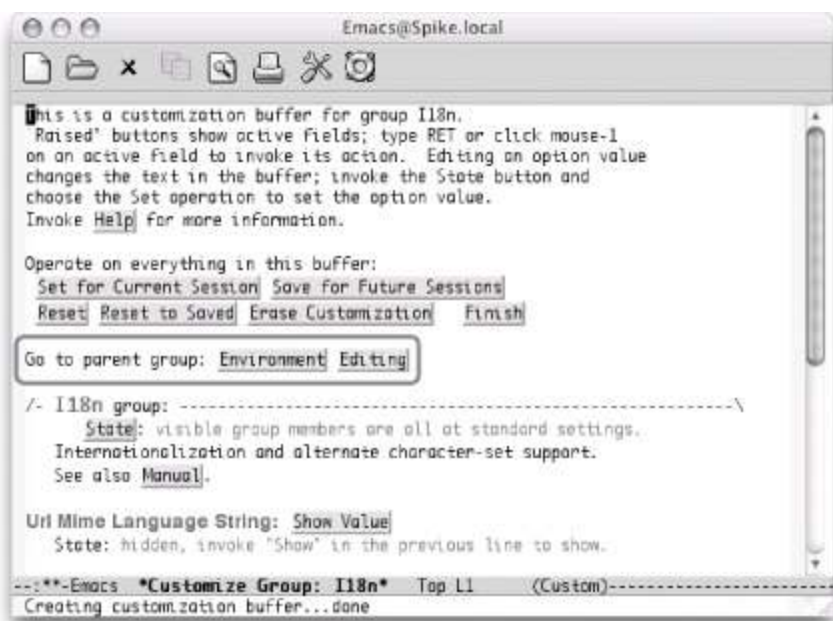 Emacs@Spike.local
This is a customization buffer for group I18n.
`Raised' buttons show active fields; type RET or click mouse-1
on an active field to invoke its action.  Editing an option value
changes the text in the buffer; invoke the State button and
choose the Set operation to set the option value.
Invoke Help for more information.
Operate on everything in this buffer:
Set for Current Session Save for Future Sessions
Reset Reset to Saved Erase Customization Finish
Go to parent group: Environment Editing
/- I18n group: ----------------------------------------------------------\
State: visible group members are all at standard settings.
Internationalization and alternate character-set support.
See also Manual.
Url Mime Language String: Show Value
State: hidden, invoke "Show" in the previous line to show.
--:**-Emacs *Customize Group: I18n* Top L1 (Custom)-----------------------
Creating customization buffer...done